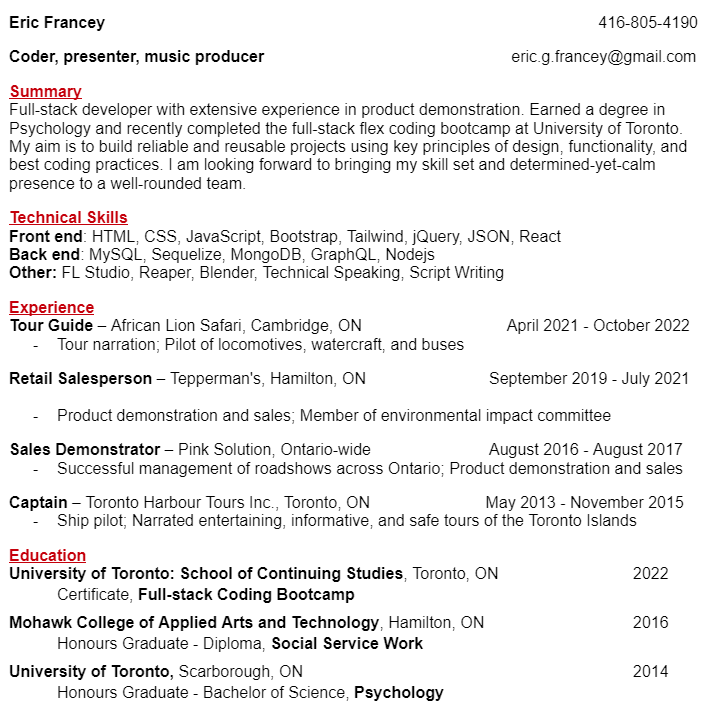 Eric Francey 416-805-4190
Coder, presenter, music producer eric.g.francey@gmail.com
Summary
Full-stack developer with extensive experience in product demonstration. Earned a degree in
Psychology and recently completed the full-stack flex coding bootcamp at University of Toronto.
My aim is to build reliable and reusable projects using key principles of design, functionality, and
best coding practices. I am looking forward to bringing my skill set and determined-yet-calm
presence to a well-rounded team.
Technical Skills
Front end: HTML, CSS, JavaScript, Bootstrap, Tailwind, jQuery, JSON, React
Back end: MySQL, Sequelize, MongoDB, GraphQL, Nodejs
Other: FL Studio, Reaper, Blender, Technical Speaking, Script Writing
Experience
Tour Guide – African Lion Safari, Cambridge, ON April 2021 - October 2022
- Tour narration; Pilot of locomotives, watercraft, and buses
Retail Salesperson – Tepperman's, Hamilton, ON September 2019 - July 2021
- Product demonstration and sales; Member of environmental impact committee
Sales Demonstrator – Pink Solution, Ontario-wide August 2016 - August 2017
- Successful management of roadshows across Ontario; Product demonstration and sales
Captain – Toronto Harbour Tours Inc., Toronto, ON May 2013 - November 2015
- Ship pilot; Narrated entertaining, informative, and safe tours of the Toronto Islands
Education
University of Toronto: School of Continuing Studies, Toronto, ON 2022
Certificate, Full-stack Coding Bootcamp
Mohawk College of Applied Arts and Technology, Hamilton, ON 2016
Honours Graduate - Diploma, Social Service Work
University of Toronto, Scarborough, ON 2014
Honours Graduate - Bachelor of Science, Psychology